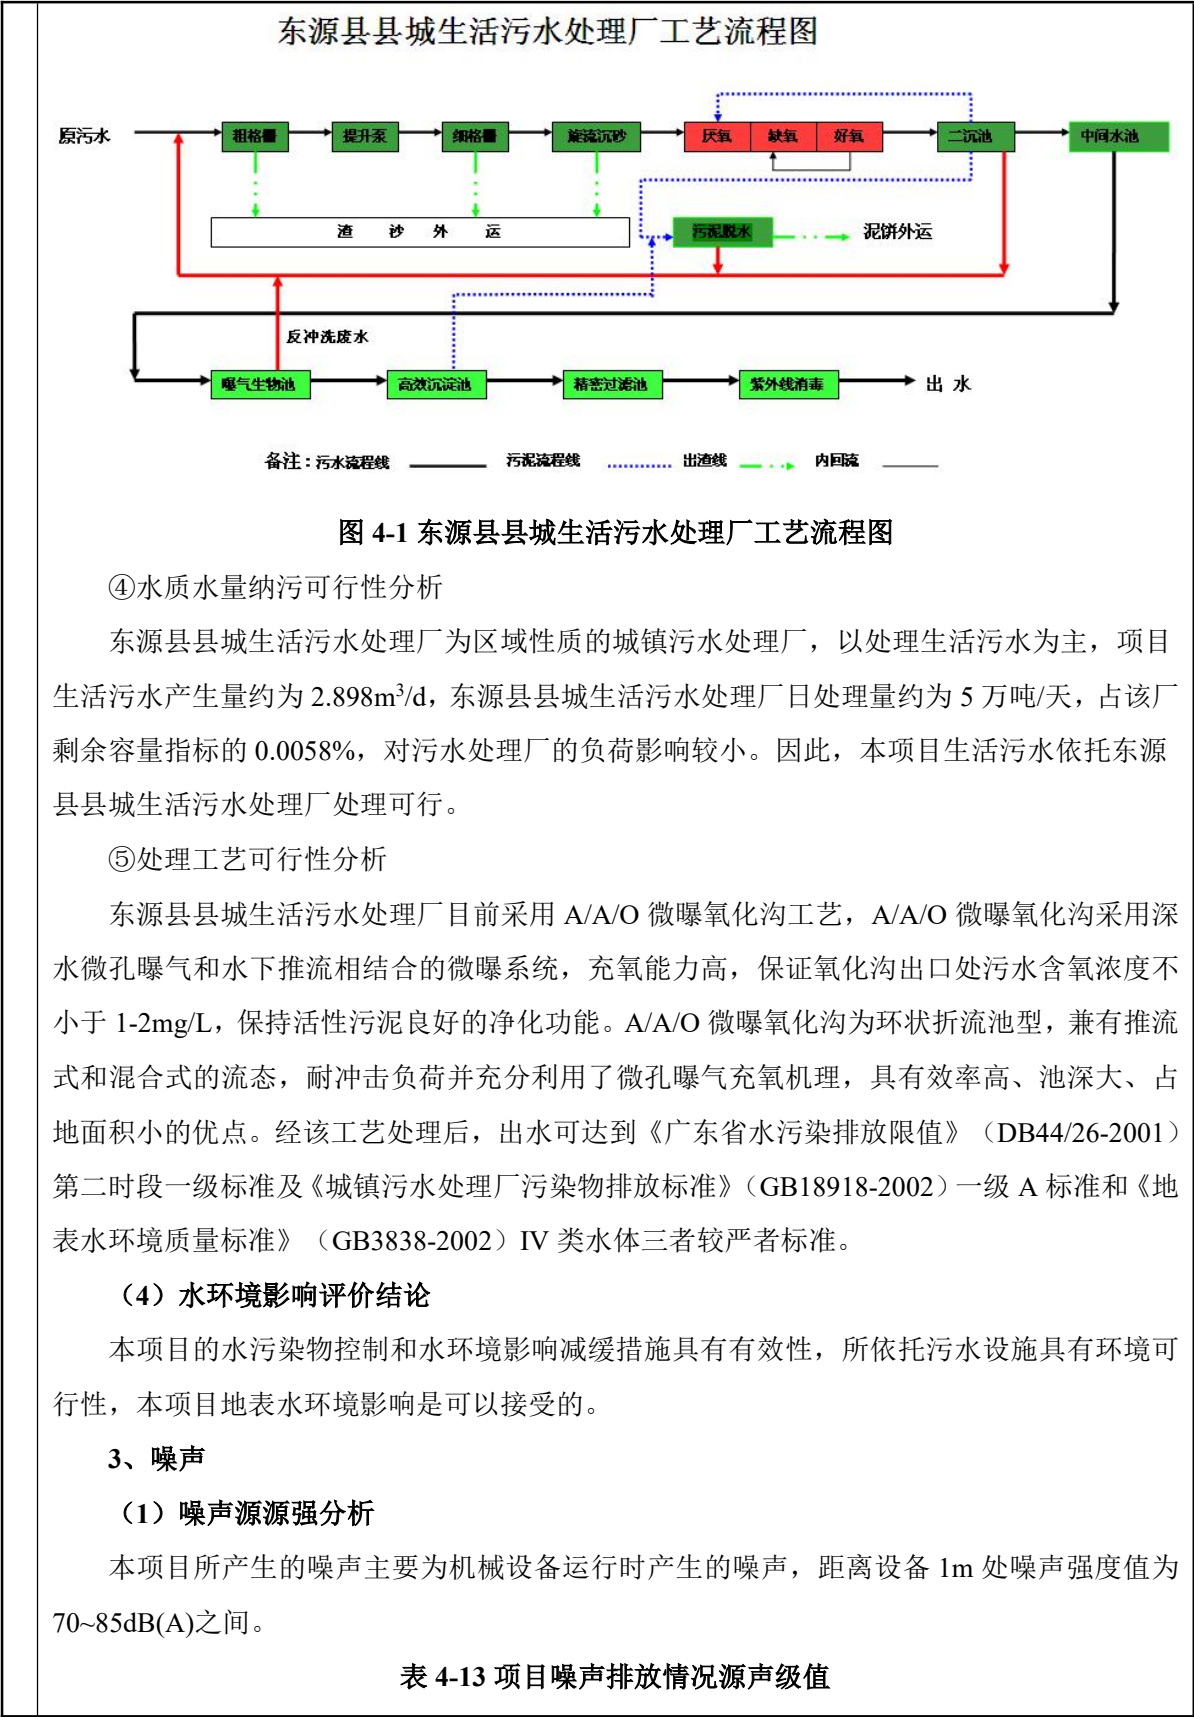 东源县县城生活污水处理厂工艺流程图
原污水 粗格栅 提升泵 细格栅 旋流沉砂 厌氧 缺氧 好氧 二沉池 中间水池
渣 沙 外 运 污泥脱水 泥饼外运
反冲洗废水
曝气生物池 高效沉淀池 精密过滤池 紫外线消毒 出 水
备注：污水流程线 污泥流程线 出渣线 内回流
图 4-1 东源县县城生活污水处理厂工艺流程图
④水质水量纳污可行性分析
东源县县城生活污水处理厂为区域性质的城镇污水处理厂，以处理生活污水为主，项目
生活污水产生量约为 2.898m³/d，东源县县城生活污水处理厂日处理量约为 5 万吨/天，占该厂
剩余容量指标的 0.0058%，对污水处理厂的负荷影响较小。因此，本项目生活污水依托东源
县县城生活污水处理厂处理可行。
⑤处理工艺可行性分析
东源县县城生活污水处理厂目前采用 A/A/O 微曝氧化沟工艺，A/A/O 微曝氧化沟采用深
水微孔曝气和水下推流相结合的微曝系统，充氧能力高，保证氧化沟出口处污水含氧浓度不
小于 1-2mg/L，保持活性污泥良好的净化功能。A/A/O 微曝氧化沟为环状折流池型，兼有推流
式和混合式的流态，耐冲击负荷并充分利用了微孔曝气充氧机理，具有效率高、池深大、占
地面积小的优点。经该工艺处理后，出水可达到《广东省水污染排放限值》（DB44/26-2001）
第二时段一级标准及《城镇污水处理厂污染物排放标准》（GB18918-2002）一级 A 标准和《地
表水环境质量标准》（GB3838-2002）IV 类水体三者较严者标准。
（4）水环境影响评价结论
本项目的水污染物控制和水环境影响减缓措施具有有效性，所依托污水设施具有环境可
行性，本项目地表水环境影响是可以接受的。
3、噪声
（1）噪声源源强分析
本项目所产生的噪声主要为机械设备运行时产生的噪声，距离设备 1m 处噪声强度值为
70~85dB(A)之间。
表 4-13 项目噪声排放情况源声级值